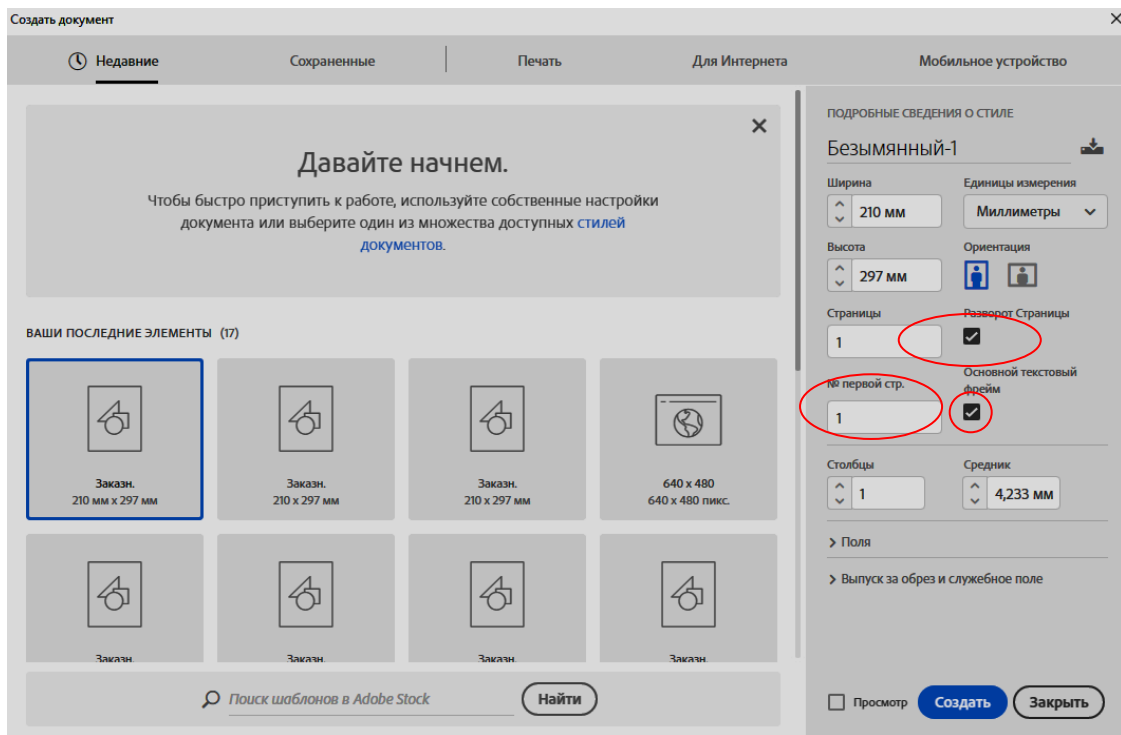 Создать документ
Недавние
Сохраненные
Печать
Для Интернета
Мобильное устройство
Давайте начнем.
Чтобы быстро приступить к работе, используйте собственные настройки
документа или выберите один из множества доступных стилей
документов.
ВАШИ ПОСЛЕДНИЕ ЭЛЕМЕНТЫ (17)
Заказн.
210 мм x 297 мм
Заказн.
210 x 297 мм
Заказн.
210 x 297 мм
640 x 480
640 x 480 пикс.
Заказн.
Заказн.
Заказн.
Заказн.
Поиск шаблонов в Adobe Stock
Найти
ПОДРОБНЫЕ СВЕДЕНИЯ О СТИЛЕ
Безымянный-1
Ширина
Единицы измерения
210 мм
Миллиметры
Высота
Ориентация
297 мм
Страницы
Разворот Страницы
1
№ первой стр.
Основной текстовый
фрейм
1
Столбцы
Средник
1
4,233 мм
Поля
Выпуск за обрез и служебное поле
Просмотр
Создать
Закрыть